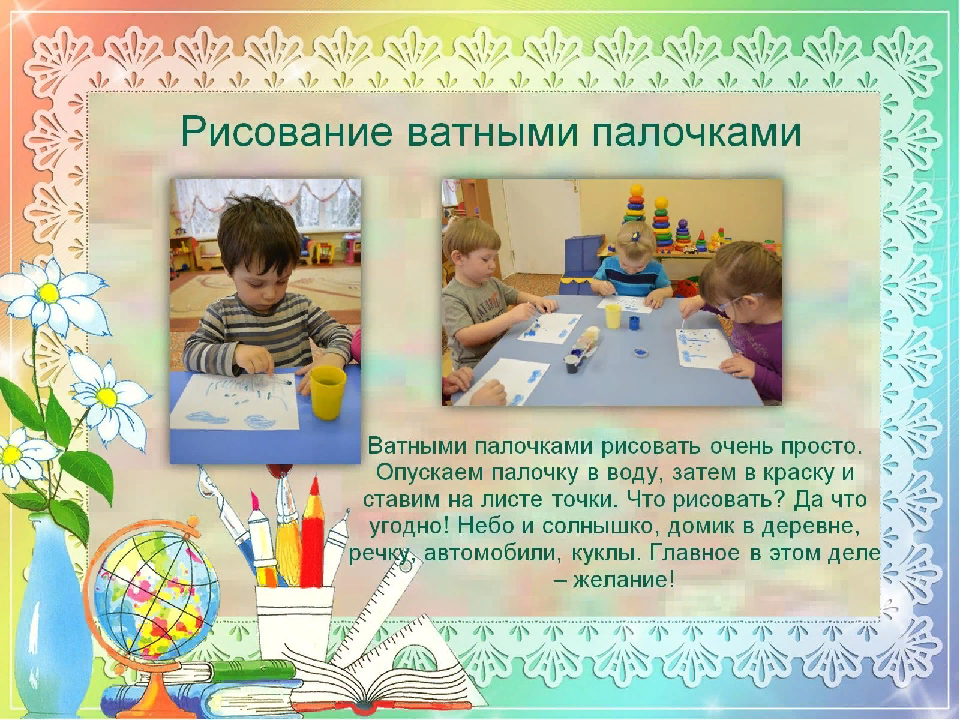 Рисование ватными палочками
Ватными палочками рисовать очень просто.
Опускаем палочку в воду, затем в краску и
ставим на листе точки. Что рисовать? Да что
угодно! Небо и солнышко, домик в деревне,
речку, автомобили, куклы. Главное в этом деле
– желание!